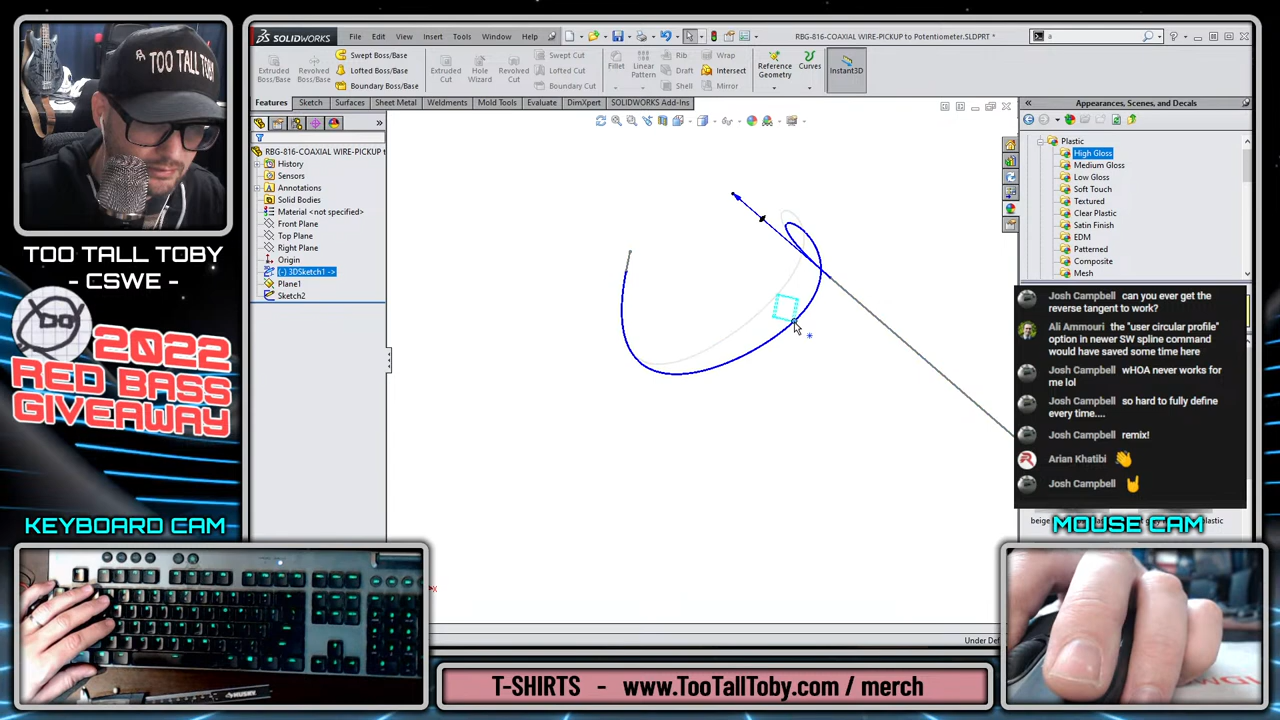 TOO TALL TOBY
TOO TALL TOBY
- CSWE -
2022
RED BASS
GIVEAWAY
KEYBOARD CAM
HUSKY
SOLIDWORKS
File
Edit
View
Insert
Tools
Window
Help
RBG-816-COAXIAL WIRE-PICKUP to Potentiometer.SLDPRT *
a
Extruded
Boss/Base
Revolved
Boss/Base
Swept Boss/Base
Lofted Boss/Base
Boundary Boss/Base
Extruded
Cut
Hole
Wizard
Revolved
Cut
Swept Cut
Lofted Cut
Boundary Cut
Fillet
Linear
Pattern
Rib
Draft
Shell
Wrap
Intersect
Mirror
Reference
Geometry
Curves
Instant3D
Features
Sketch
Surfaces
Sheet Metal
Weldments
Mold Tools
Evaluate
DimXpert
SOLIDWORKS Add-Ins
RBG-816-COAXIAL WIRE-PICKUP t
History
Sensors
Annotations
Solid Bodies
Material <not specified>
Front Plane
Top Plane
Right Plane
Origin
(-) 3DSketch1 ->
Plane1
Sketch2
X
Under Def
Appearances, Scenes, and Decals
Plastic
High Gloss
Medium Gloss
Low Gloss
Soft Touch
Textured
Clear Plastic
Satin Finish
EDM
Patterned
Composite
Mesh
Josh Campbell can you ever get the
reverse tangent to work?
Ali Ammouri the "user circular profile"
option in newer SW spline command
would have saved some time here
Josh Campbell wHOA never works for
me lol
Josh Campbell so hard to fully define
every time....
Josh Campbell remix!
Arian Khatibi 👏
Josh Campbell 🤘
MOUSE CAM
T-SHIRTS - www.TooTallToby.com / merch